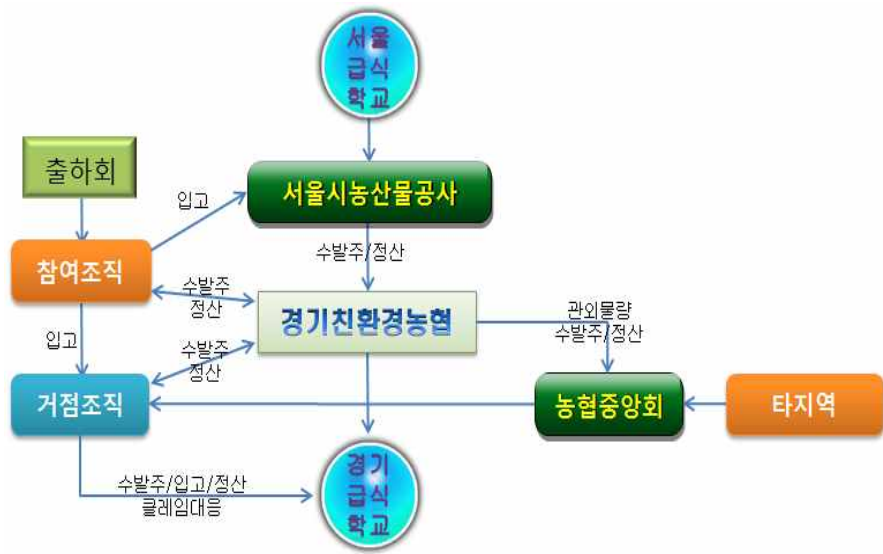 서울
급식
학교
출하회
입고
서울시농산물공사
수발주/정산
참여조직
수발주
정산
경기친환경농협
관외물량
수발주/정산
입고
수발주
정산
거점조직
농협중앙회
타지역
수발주/입고/정산
클레임대응
경기
급식
학교